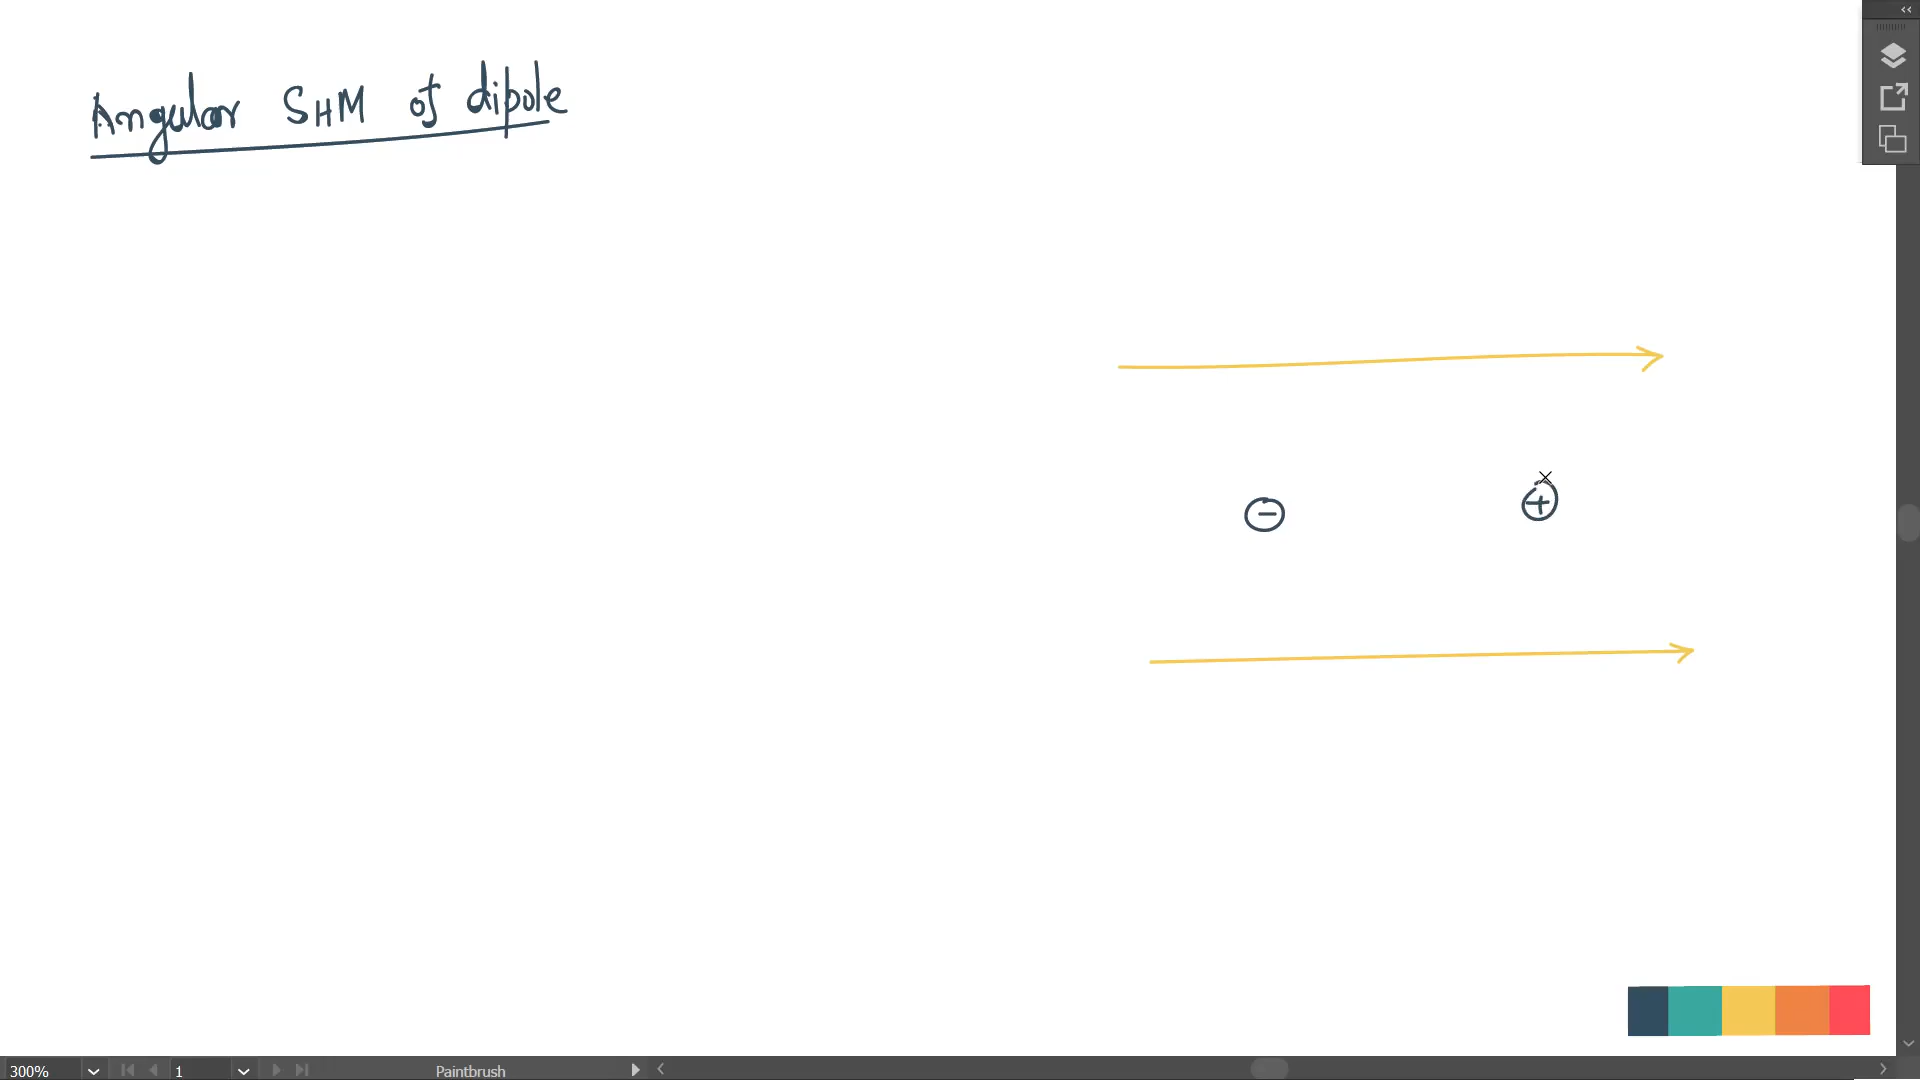 Angular SHM of dipole
−
+
300%
1
Paintbrush